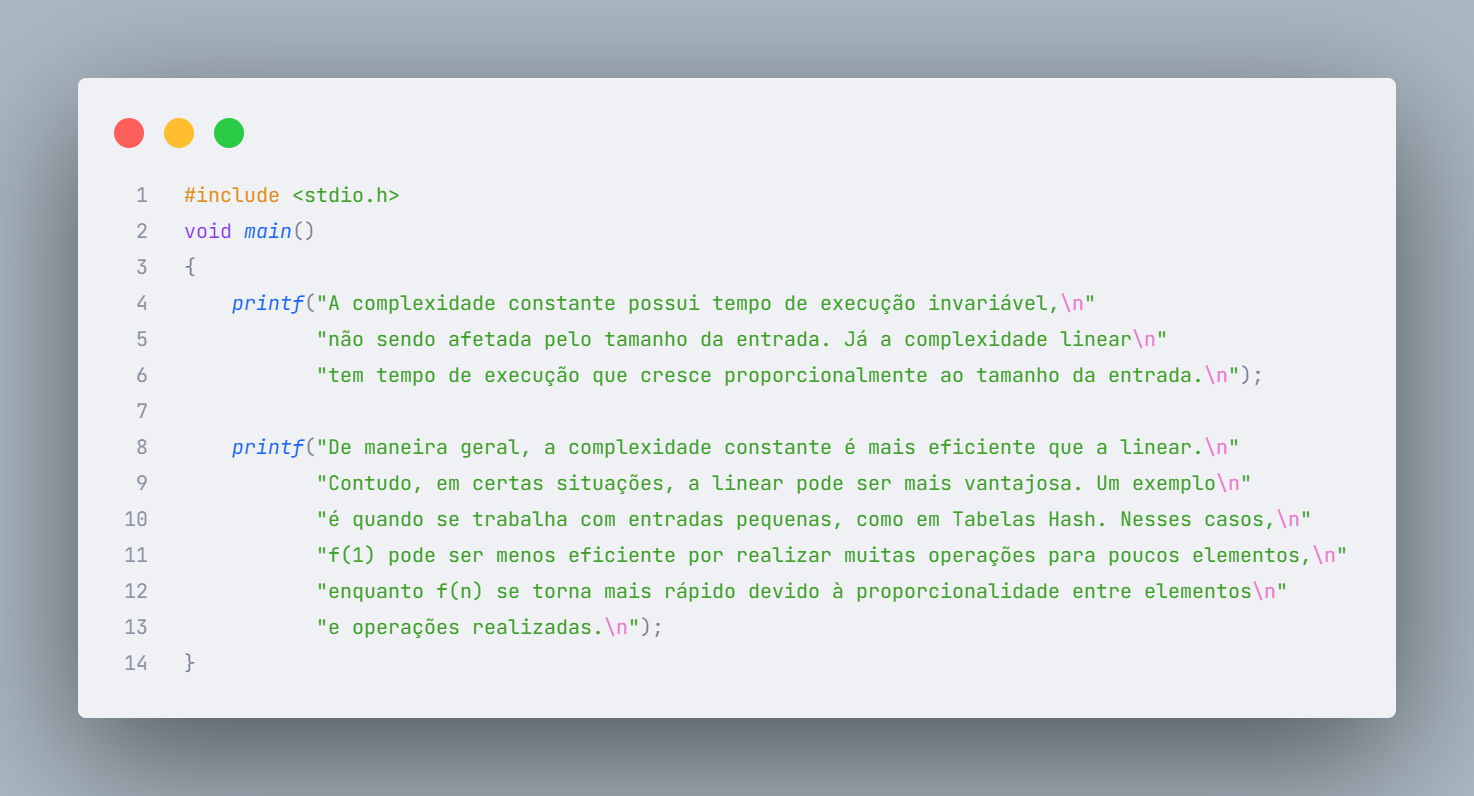 1 #include <stdio.h>
2 void main()
3 {
4 printf("A complexidade constante possui tempo de execução invariável,\n"
5 "não sendo afetada pelo tamanho da entrada. Já a complexidade linear\n"
6 "tem tempo de execução que cresce proporcionalmente ao tamanho da entrada.\n");
7
8 printf("De maneira geral, a complexidade constante é mais eficiente que a linear.\n"
9 "Contudo, em certas situações, a linear pode ser mais vantajosa. Um exemplo\n"
10 "é quando se trabalha com entradas pequenas, como em Tabelas Hash. Nesses casos,\n"
11 "f(1) pode ser menos eficiente por realizar muitas operações para poucos elementos,\n"
12 "enquanto f(n) se torna mais rápido devido à proporcionalidade entre elementos\n"
13 "e operações realizadas.\n");
14 }